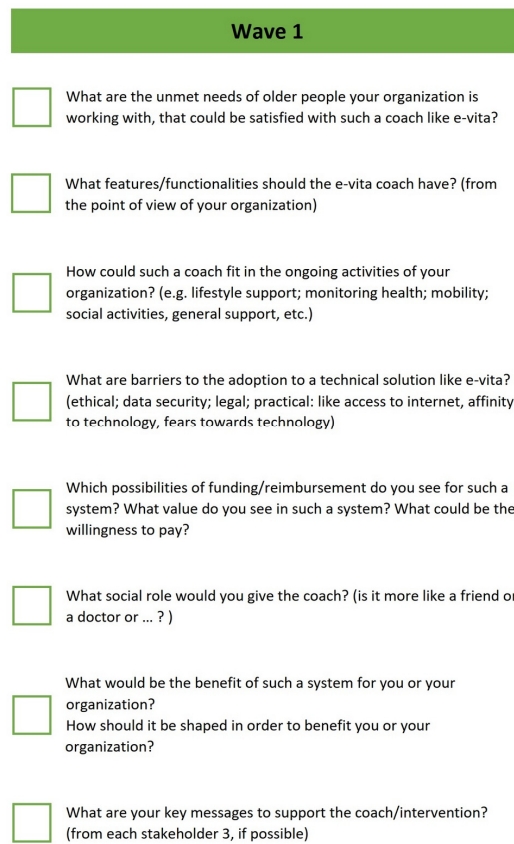 Wave 1
What are the unmet needs of older people your organization is
working with, that could be satisfied with such a coach like e-vita?
What features/functionalities should the e-vita coach have? (from
the point of view of your organization)
How could such a coach fit in the ongoing activities of your
organization? (e.g. lifestyle support; monitoring health; mobility;
social activities, general support, etc.)
What are barriers to the adoption to a technical solution like e-vita?
(ethical; data security; legal; practical: like access to internet, affinity
to technology, fears towards technology)
Which possibilities of funding/reimbursement do you see for such a
system? What value do you see in such a system? What could be the
willingness to pay?
What social role would you give the coach? (is it more like a friend or
a doctor or ... ? )
What would be the benefit of such a system for you or your
organization?
How should it be shaped in order to benefit you or your
organization?
What are your key messages to support the coach/intervention?
(from each stakeholder 3, if possible)